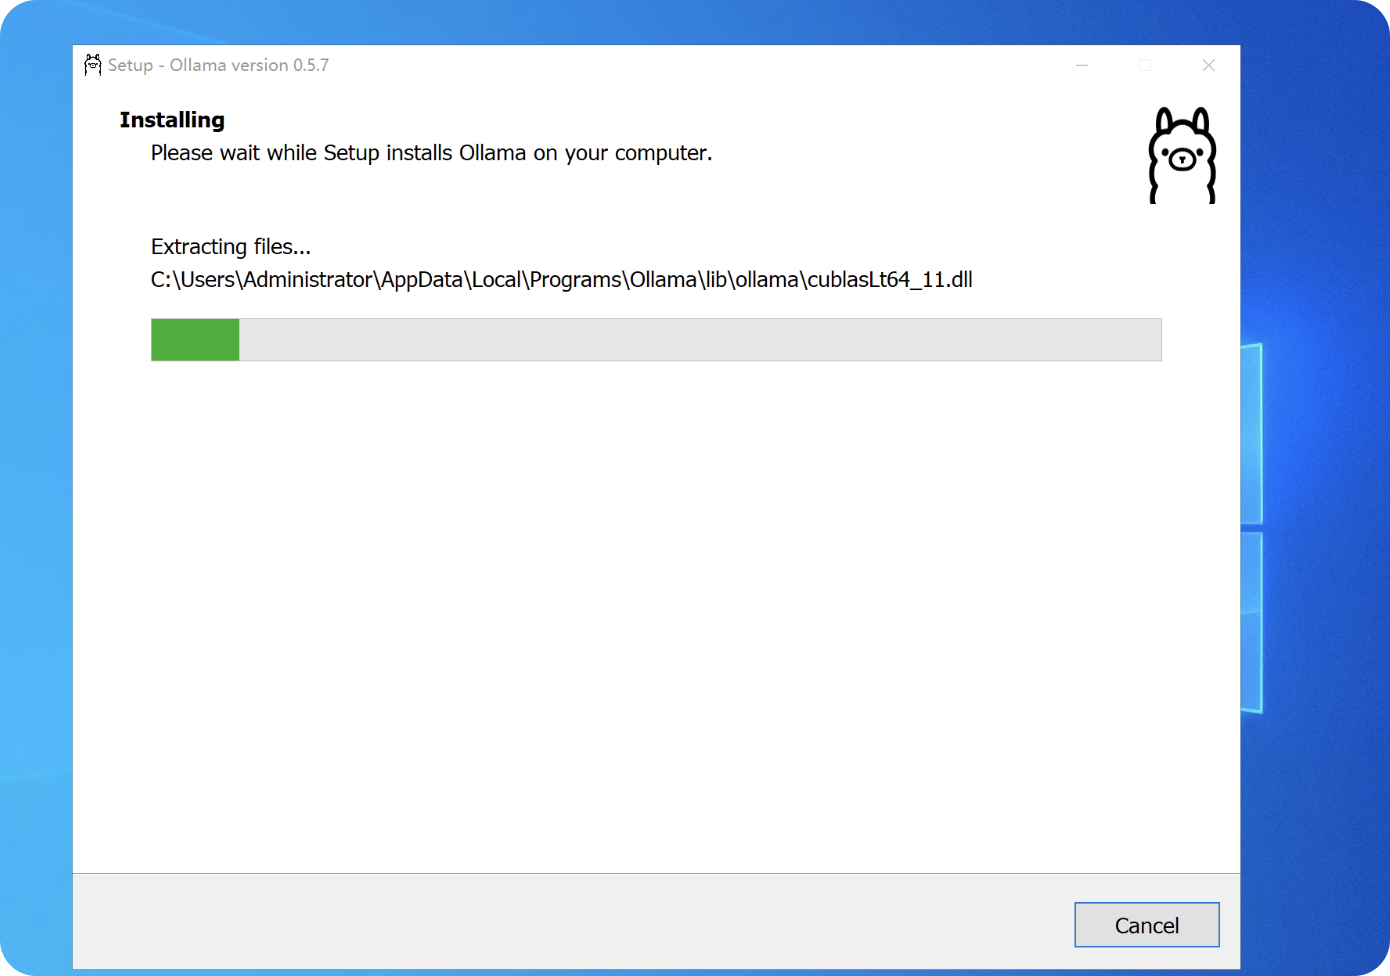 Setup - Ollama version 0.5.7
Installing
Please wait while Setup installs Ollama on your computer.
Extracting files...
C:\Users\Administrator\AppData\Local\Programs\Ollama\lib\ollama\cublasLt64_11.dll
Cancel